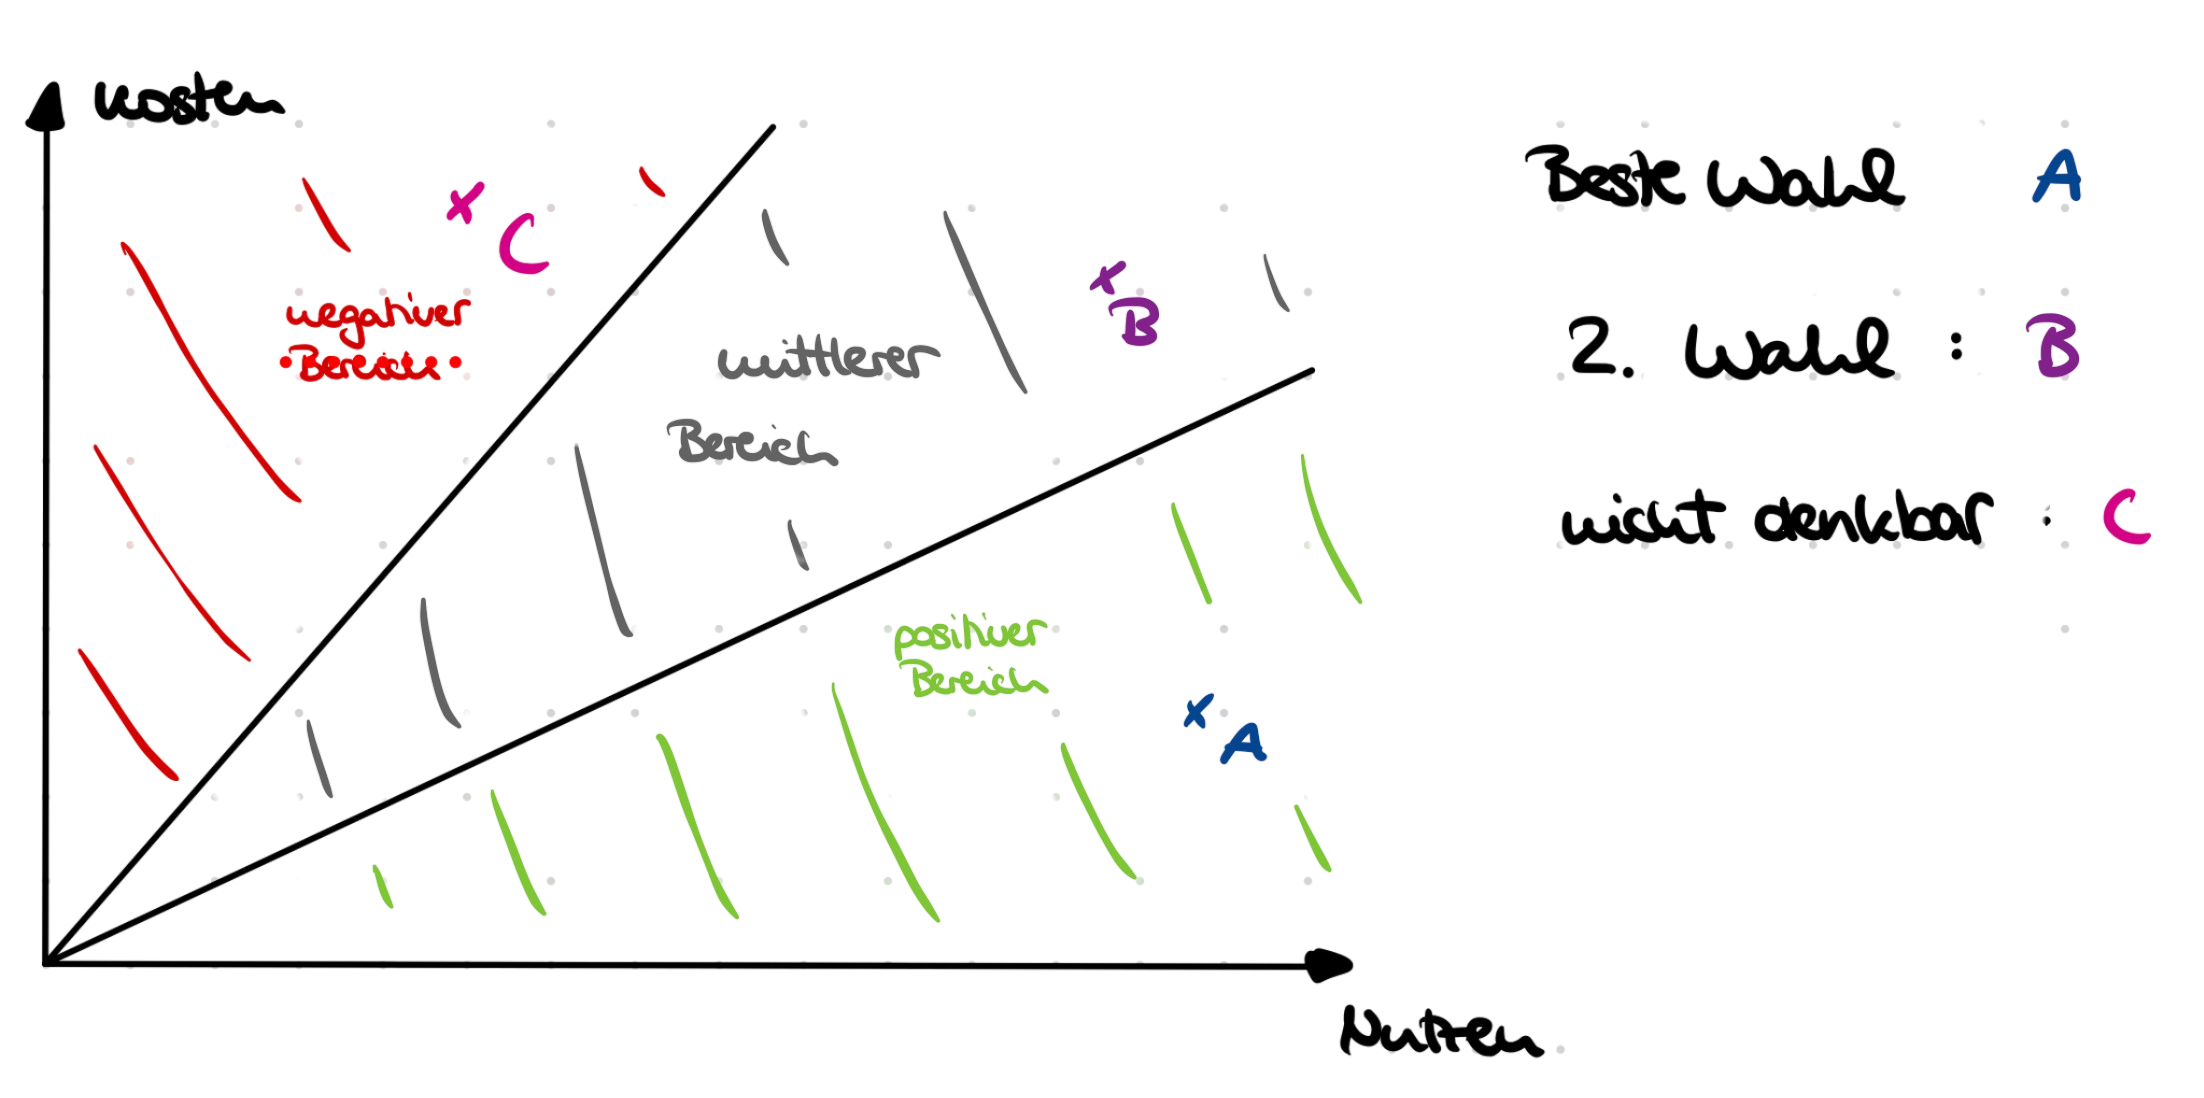 Kosten
C
negativer
Bereich
B
mittlerer
Bereich
positiver
Bereich
A
Nutzen
Beste Wahl A
2. Wahl : B
nicht denkbar : C